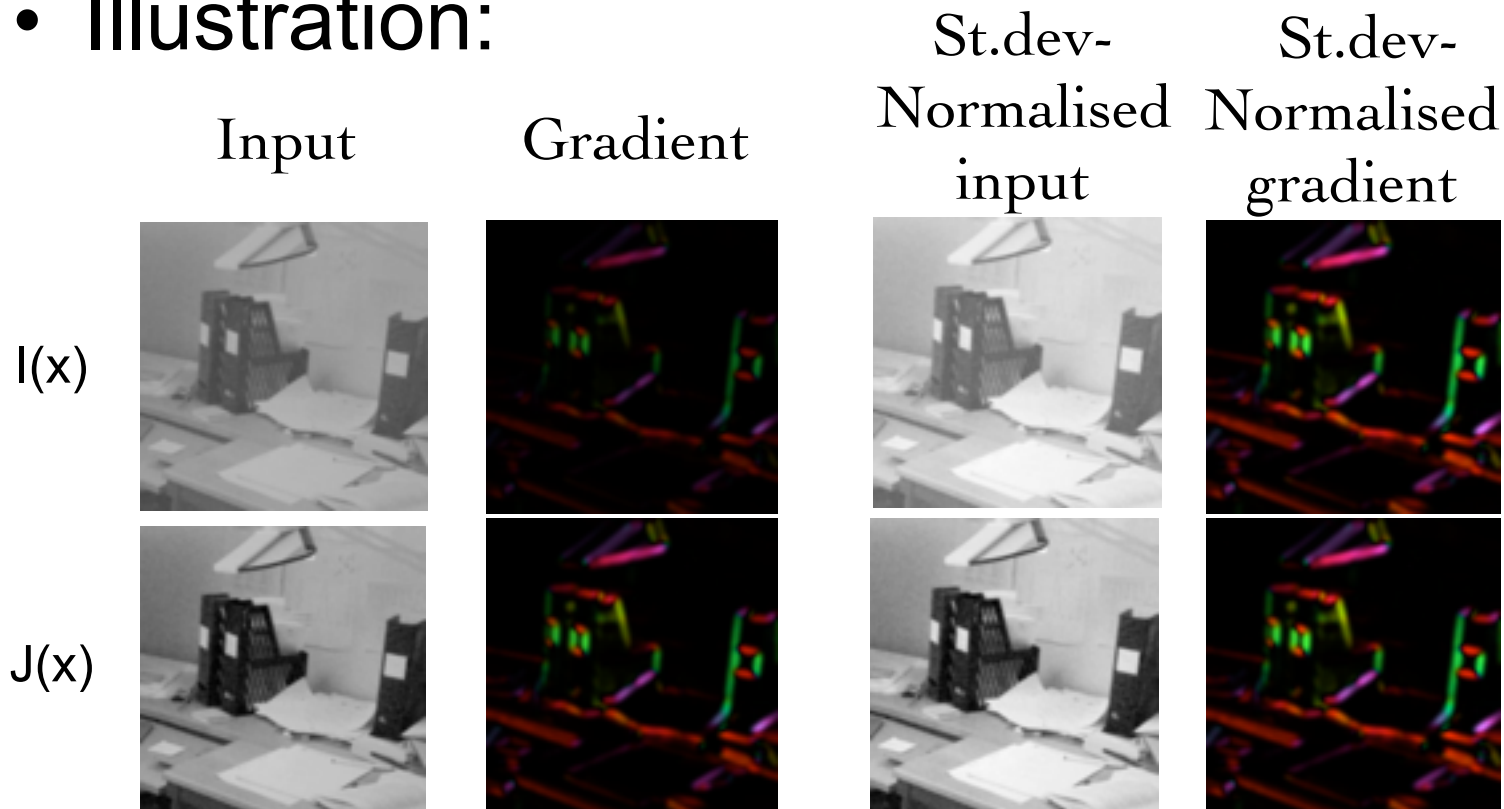 • Illustration:
Input
Gradient
St.dev-
Normalised
input
St.dev-
Normalised
gradient
I(x)
J(x)